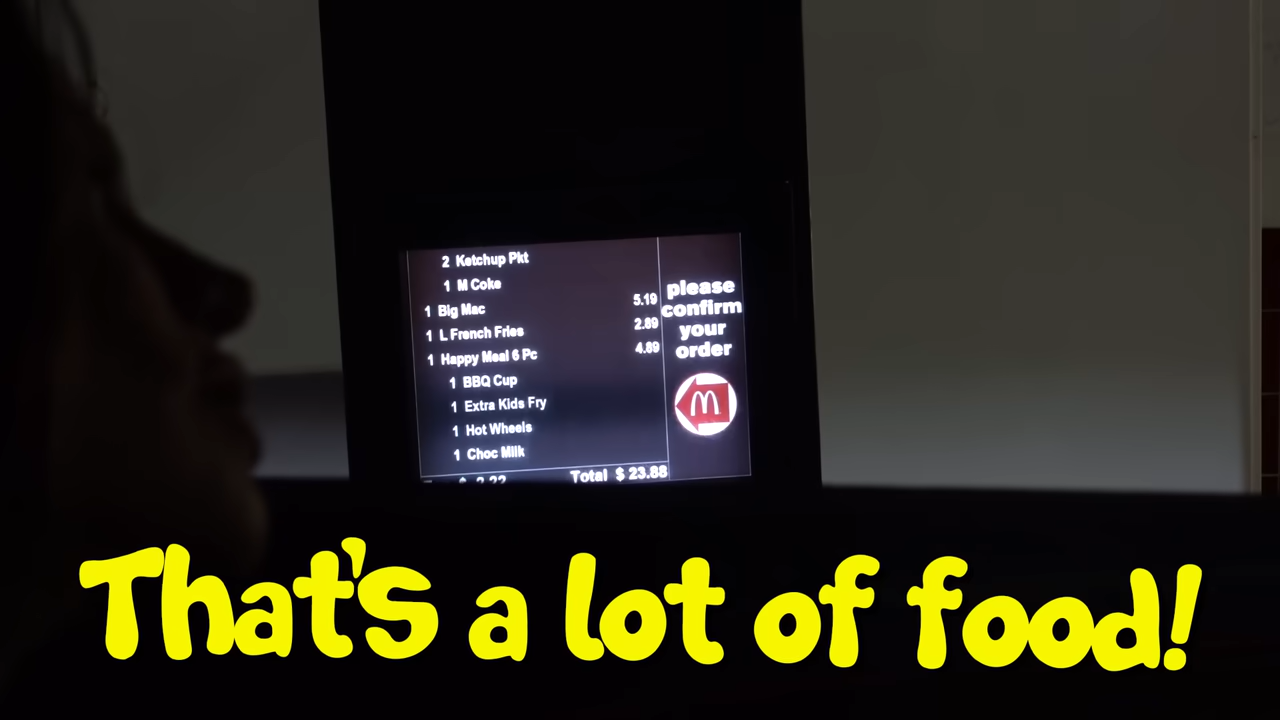 2 Ketchup Pkt
1 M Coke
1 Big Mac 5.19
1 L French Fries 2.89
1 Happy Meal 6 Pc 4.89
1 BBQ Cup
1 Extra Kids Fry
1 Hot Wheels
1 Choc Milk
Total $ 23.88
please
confirm
your
order
That's a lot of food!